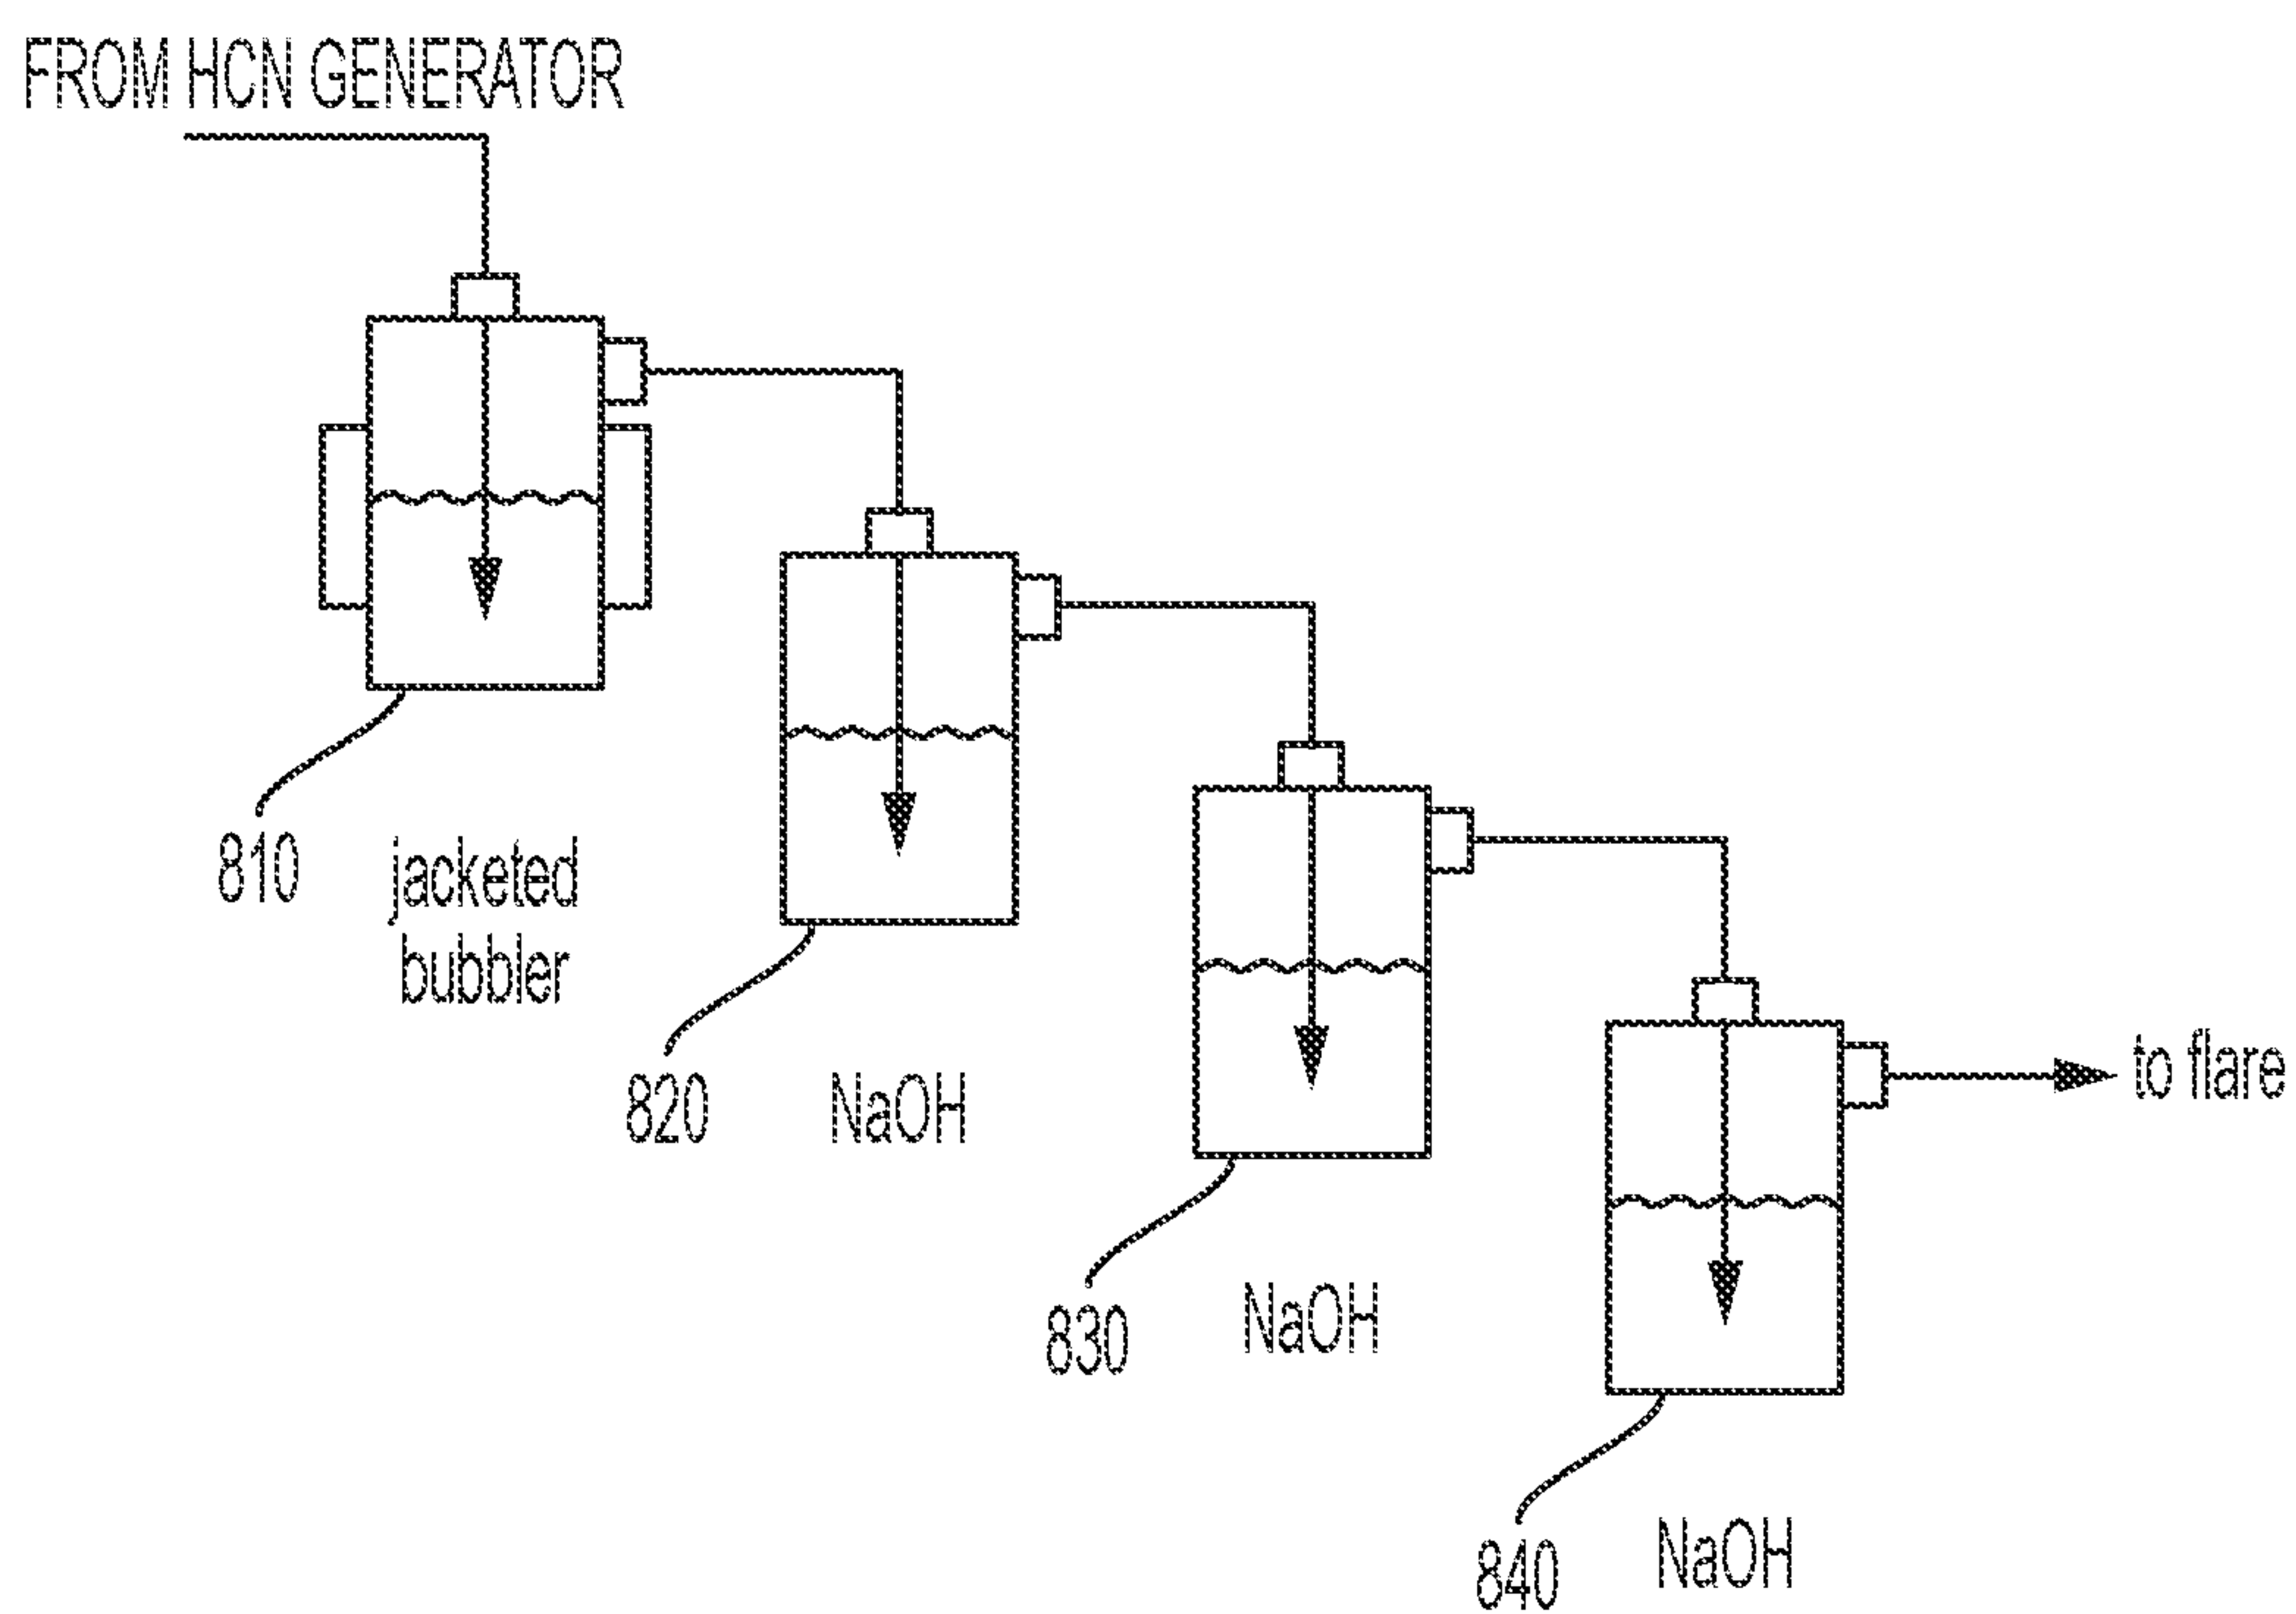 FROM HCN GENERATOR
810
jacketed
bubbler
820
NaOH
830
NaOH
to flare
840
NaOH